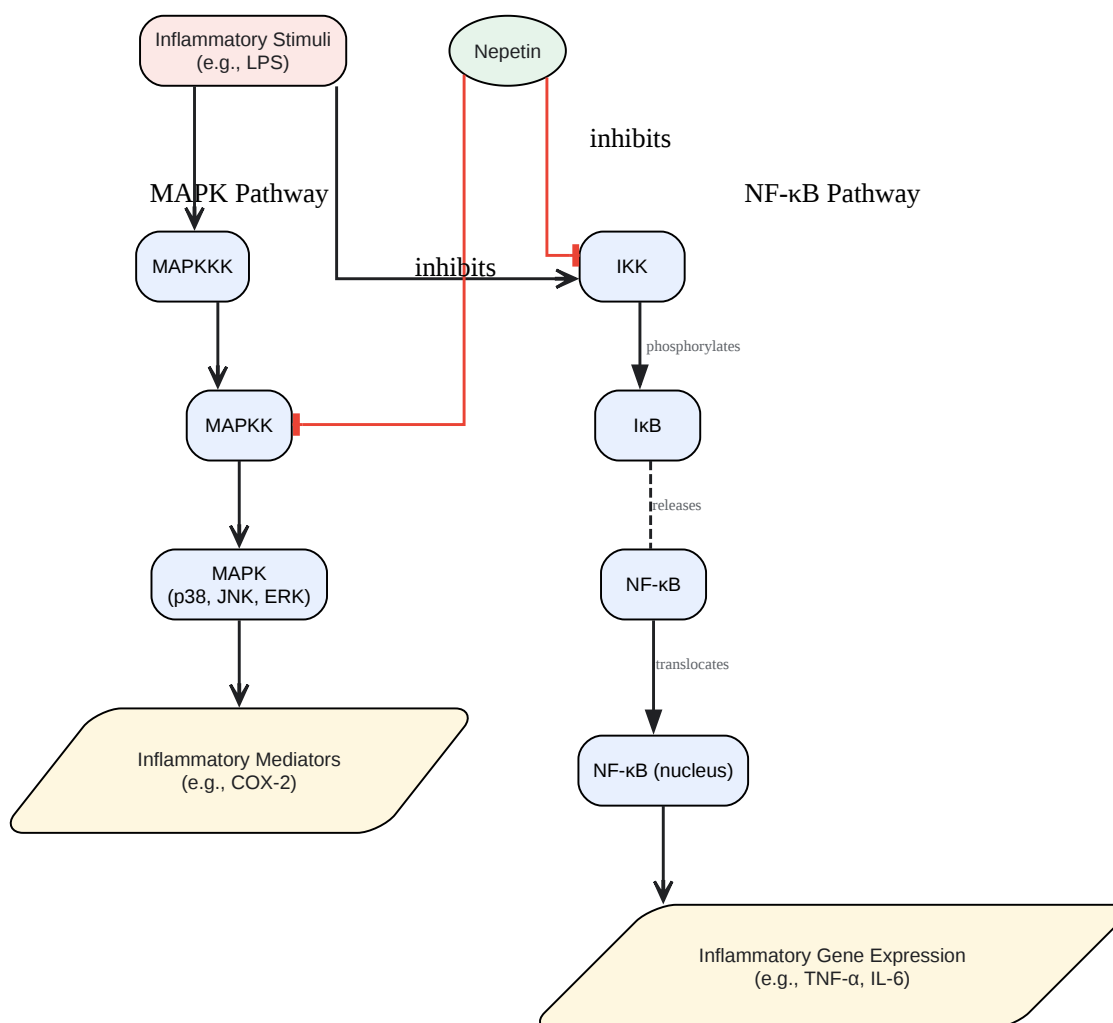 Inflammatory Stimuli
(e.g., LPS)
Nepetin
inhibits
MAPK Pathway
NF-κB Pathway
MAPKKK
inhibits
IKK
phosphorylates
MAPKK
IκB
releases
MAPK
(p38, JNK, ERK)
NF-κB
translocates
Inflammatory Mediators
(e.g., COX-2)
NF-κB (nucleus)
Inflammatory Gene Expression
(e.g., TNF-α, IL-6)